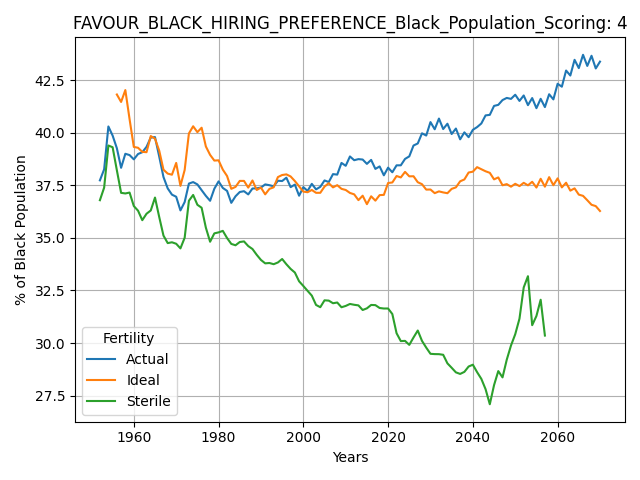 FAVOUR_BLACK_HIRING_PREFERENCE_Black_Population_Scoring: 4
% of Black Population
42.5
40.0
37.5
35.0
32.5
30.0
27.5
Fertility
Actual
Ideal
Sterile
1960 1980 2000 2020 2040 2060
Years